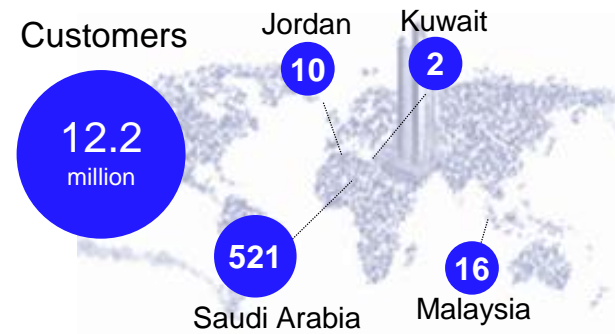 Customers
12.2
million
Jordan
10
Kuwait
2
521
Saudi Arabia
16
Malaysia